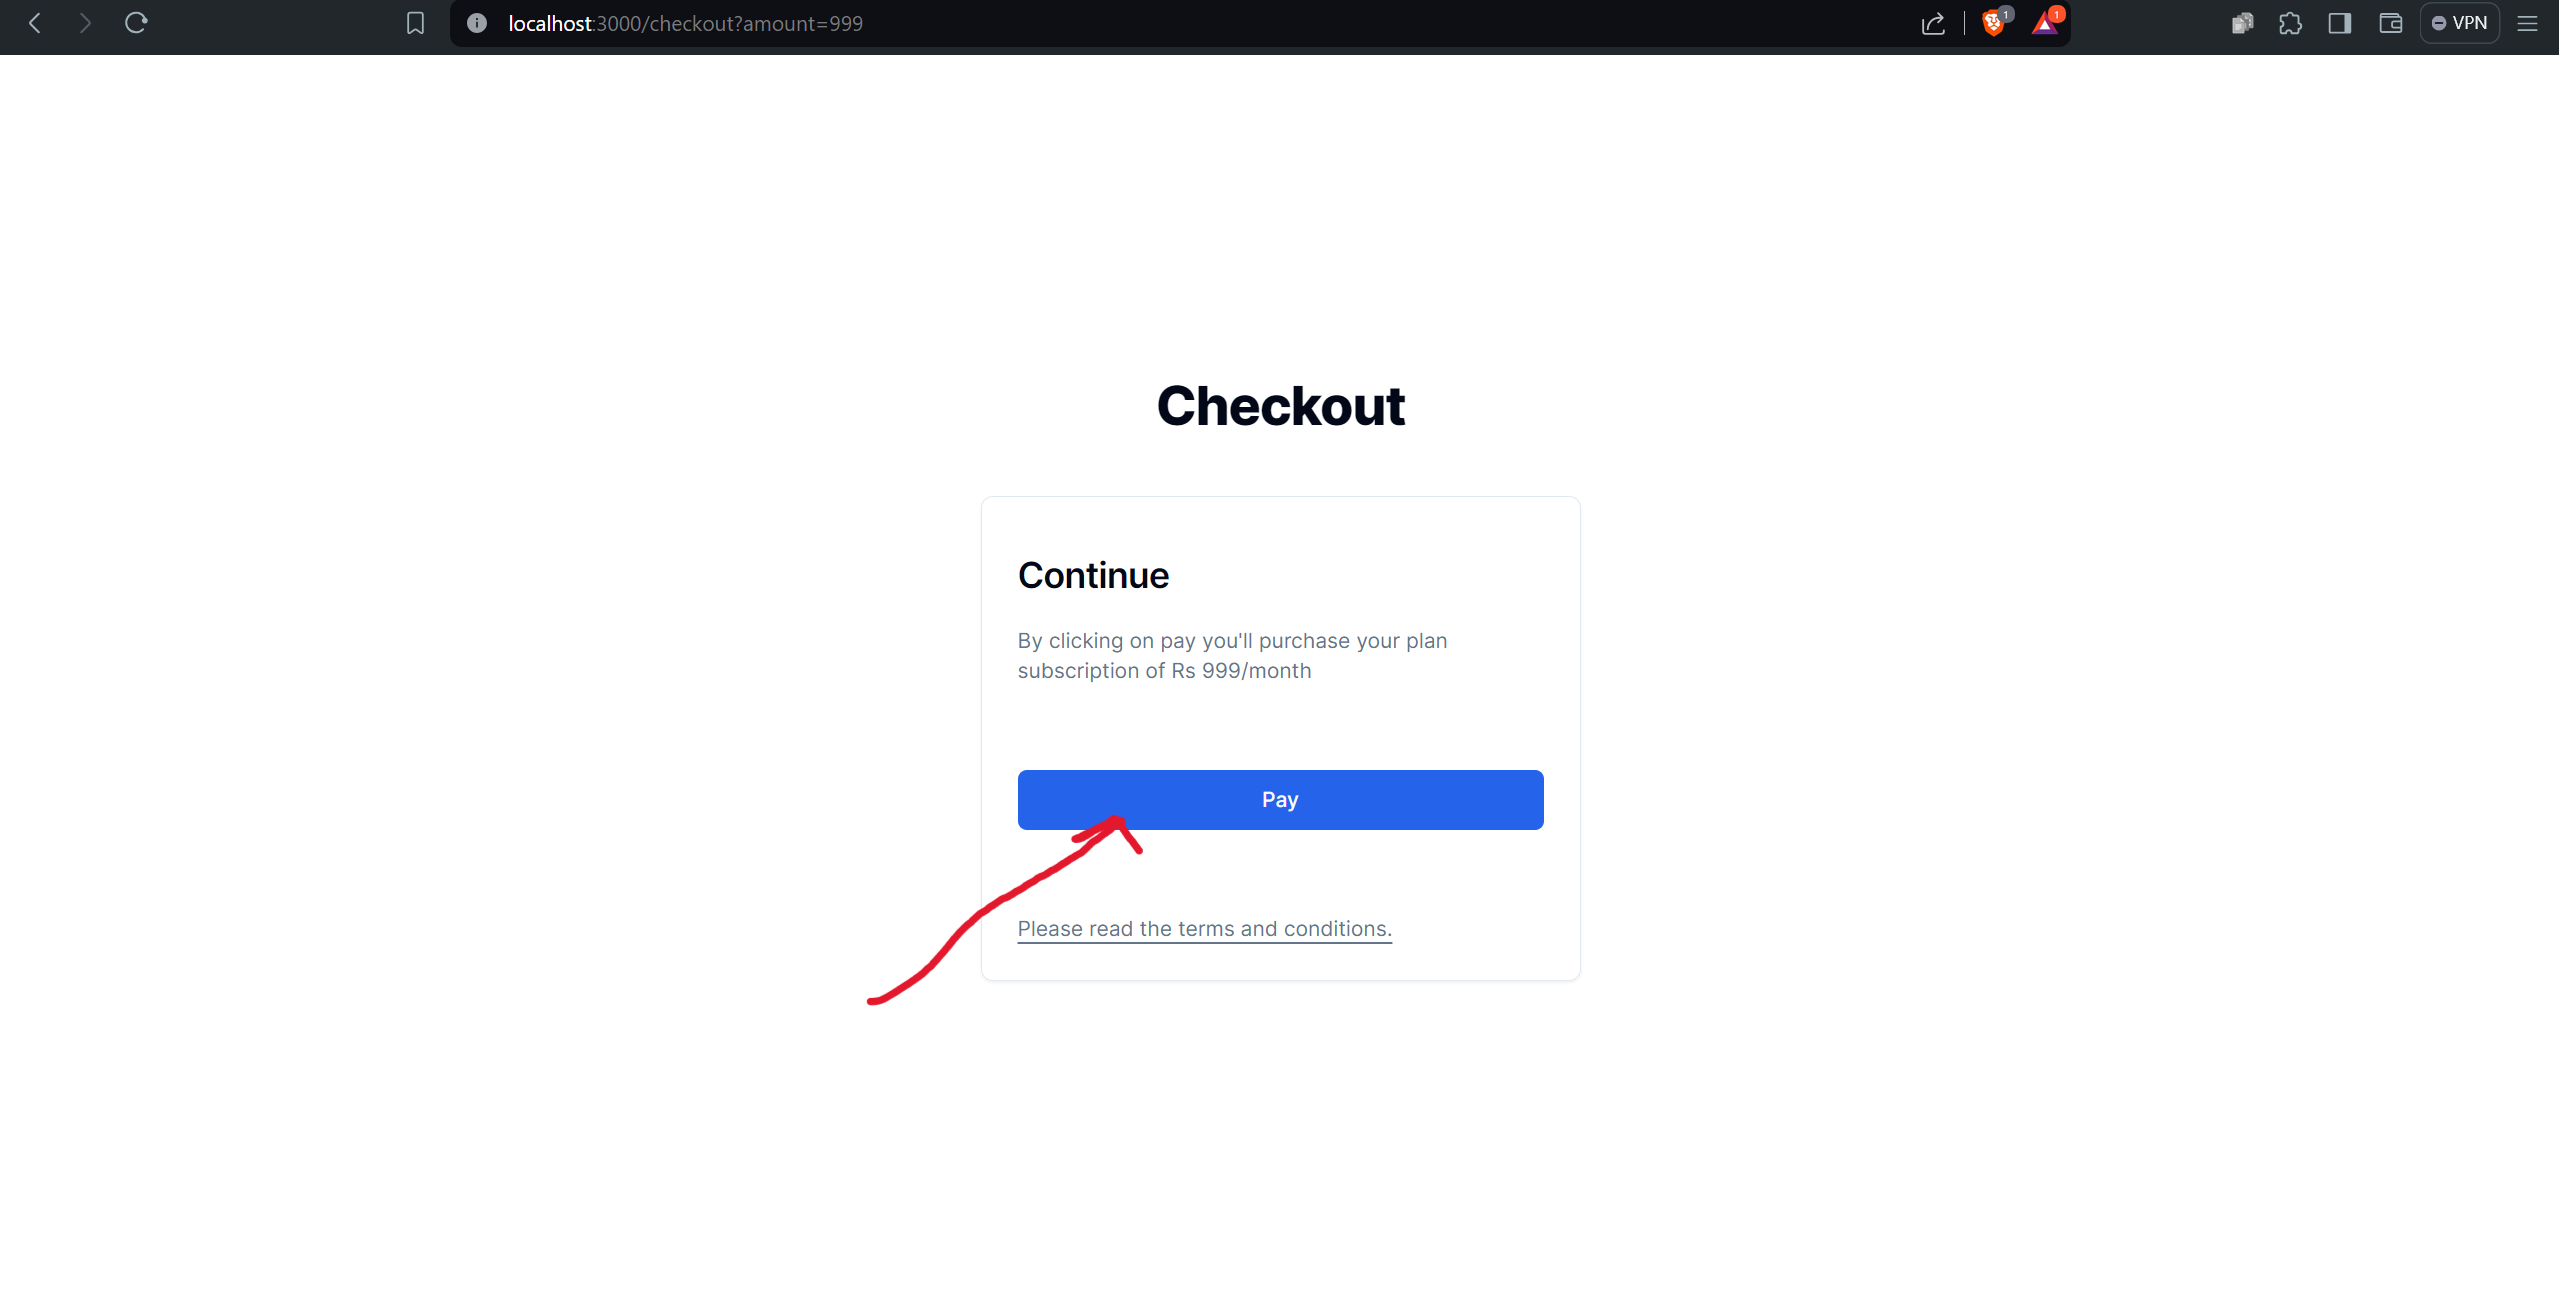 localhost:3000/checkout?amount=999
1
1
VPN
Checkout
Continue
By clicking on pay you'll purchase your plan
subscription of Rs 999/month
Pay
Please read the terms and conditions.